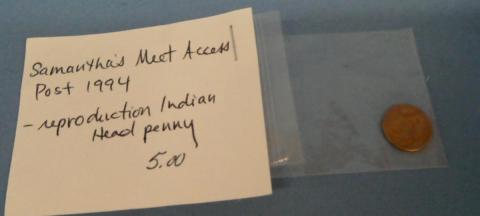 Samantha's Meet Access
Post 1994
- reproduction Indian
Head penny
5.00